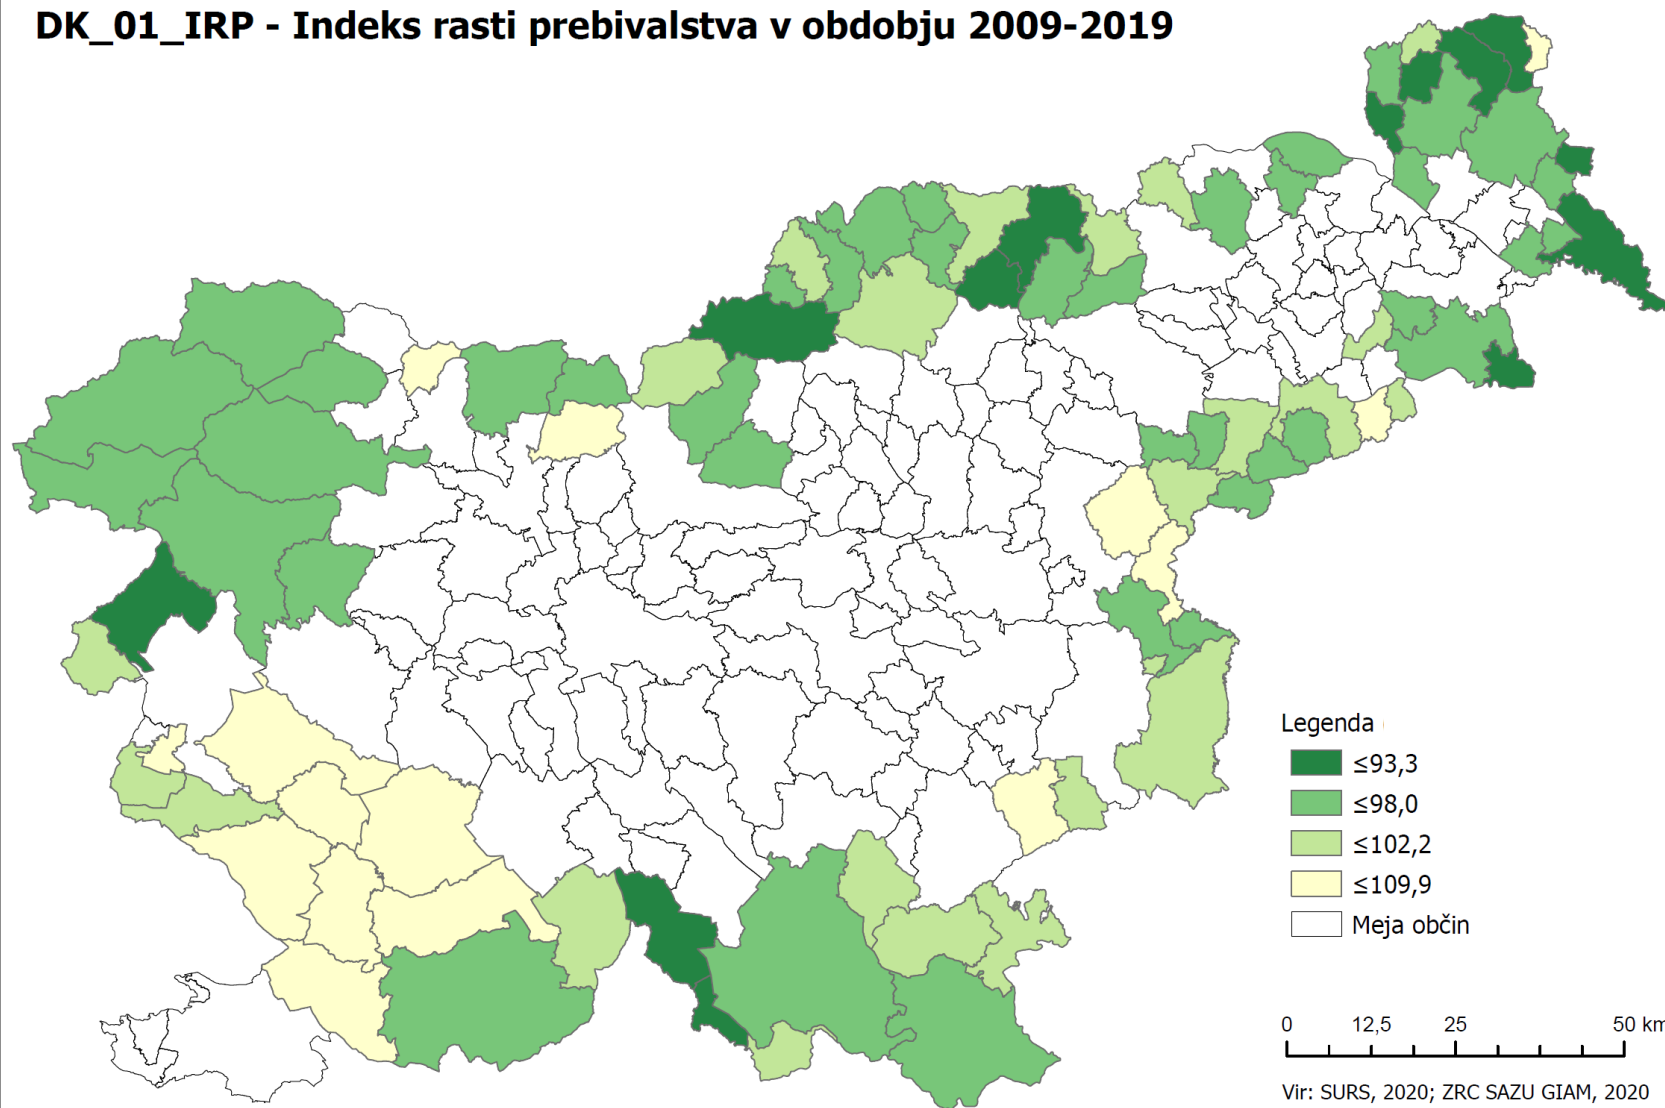 DK_01_IRP - Indeks rasti prebivalstva v obdobju 2009-2019
Legenda
≤93,3
≤98,0
≤102,2
≤109,9
Meja občin
0 12,5 25 50 km
Vir: SURS, 2020; ZRC SAZU GIAM, 2020